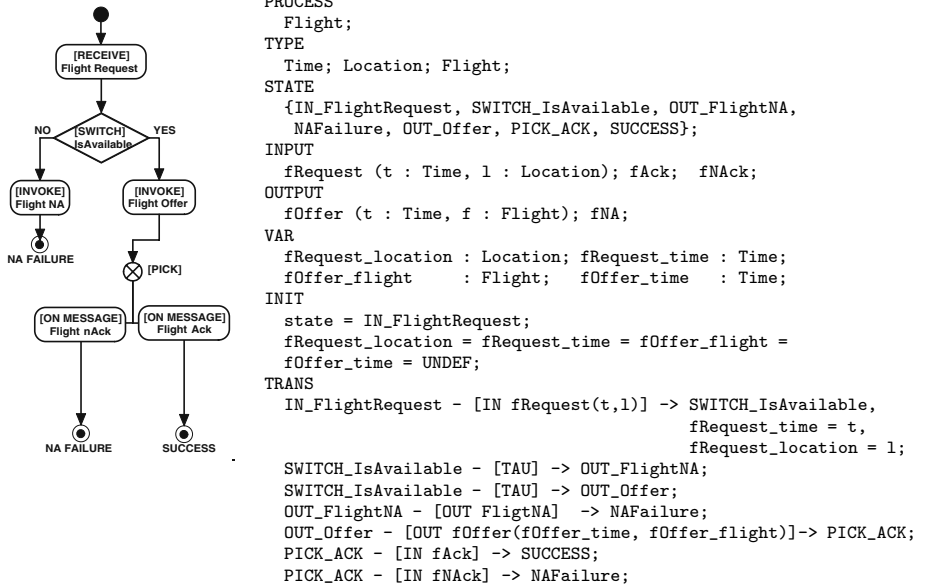 [RECEIVE]
Flight Request
NO
[SWITCH]
IsAvailable
YES
[INVOKE]
Flight NA
[INVOKE]
Flight Offer
NA FAILURE
[PICK]
[ON MESSAGE]
Flight nAck
[ON MESSAGE]
Flight Ack
NA FAILURE
SUCCESS
PROCESS
Flight;
TYPE
Time; Location; Flight;
STATE
{IN_FlightRequest, SWITCH_IsAvailable, OUT_FlightNA,
NAFailure, OUT_Offer, PICK_ACK, SUCCESS};
INPUT
fRequest (t : Time, l : Location); fAck; fNAck;
OUTPUT
fOffer (t : Time, f : Flight); fNA;
VAR
fRequest_location : Location; fRequest_time : Time;
fOffer_flight : Flight; fOffer_time : Time;
INIT
state = IN_FlightRequest;
fRequest_location = fRequest_time = fOffer_flight =
fOffer_time = UNDEF;
TRANS
IN_FlightRequest - [IN fRequest(t,l)] -> SWITCH_IsAvailable,
fRequest_time = t,
fRequest_location = l;
SWITCH_IsAvailable - [TAU] -> OUT_FlightNA;
SWITCH_IsAvailable - [TAU] -> OUT_Offer;
OUT_FlightNA - [OUT FligtNA] -> NAFailure;
OUT_Offer - [OUT fOffer(fOffer_time, fOffer_flight)]-> PICK_ACK;
PICK_ACK - [IN fAck] -> SUCCESS;
PICK_ACK - [IN fNAck] -> NAFailure;